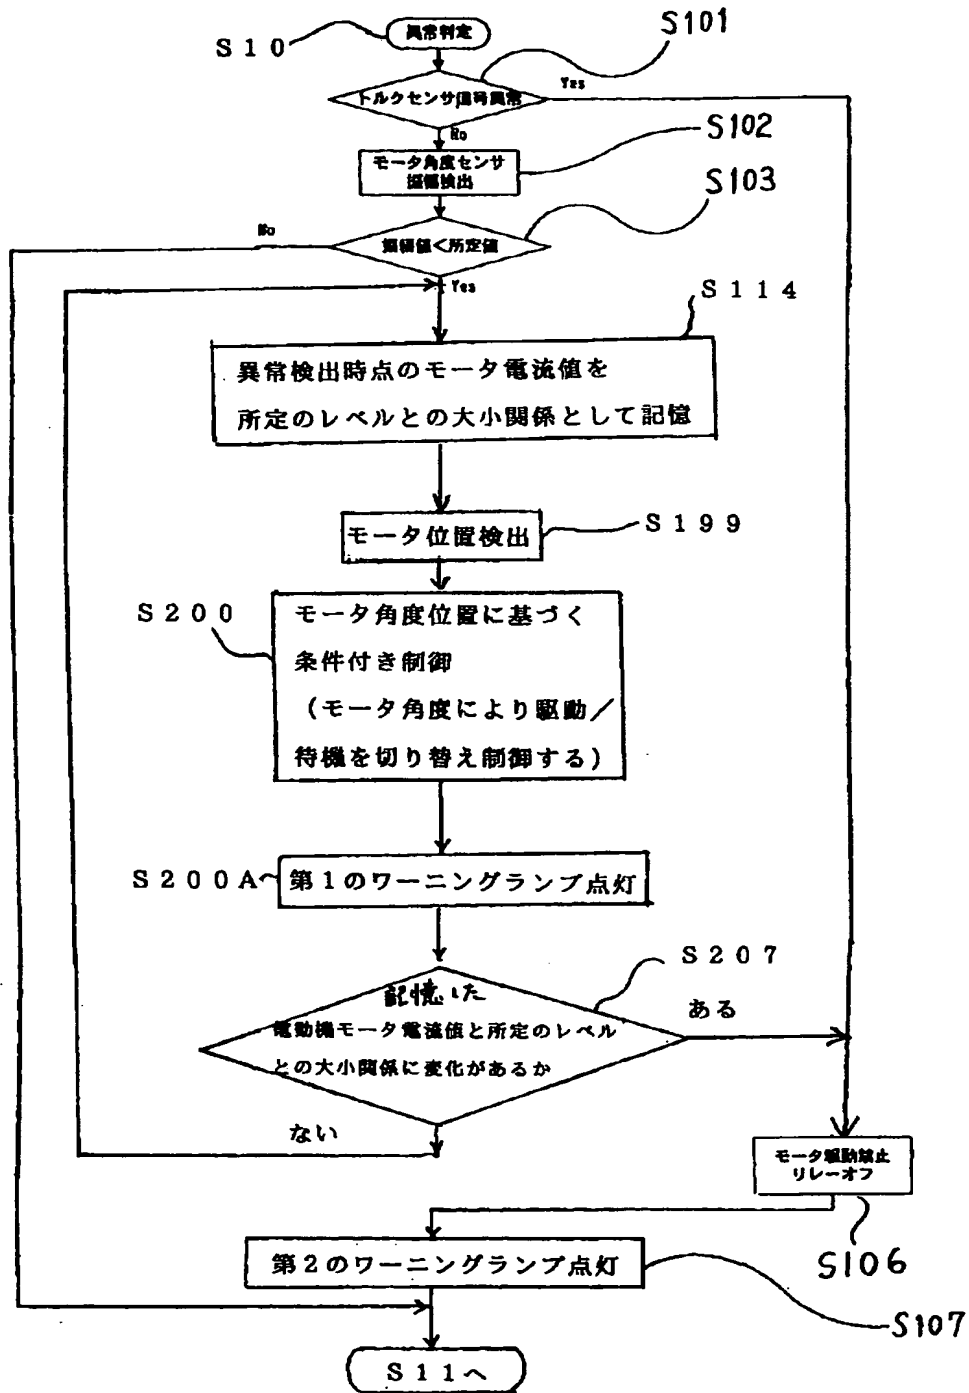 S10
異常判定
S101
トルクセンサ信号異常
Yes
No
S102
モータ角度センサ
振幅検出
S103
振幅値<所定値
No
Yes
S114
異常検出時点のモータ電流値を
所定のレベルとの大小関係として記憶
モータ位置検出
S199
S200
モータ角度位置に基づく
条件付き制御
(モータ角度により駆動/
待機を切り替え制御する)
S200A
第1のワーニングランプ点灯
S207
記憶した
電動機モータ電流値と所定のレベル
との大小関係に変化があるか
ある
ない
モータ駆動禁止
リレーオフ
S106
第2のワーニングランプ点灯
S107
S11へ